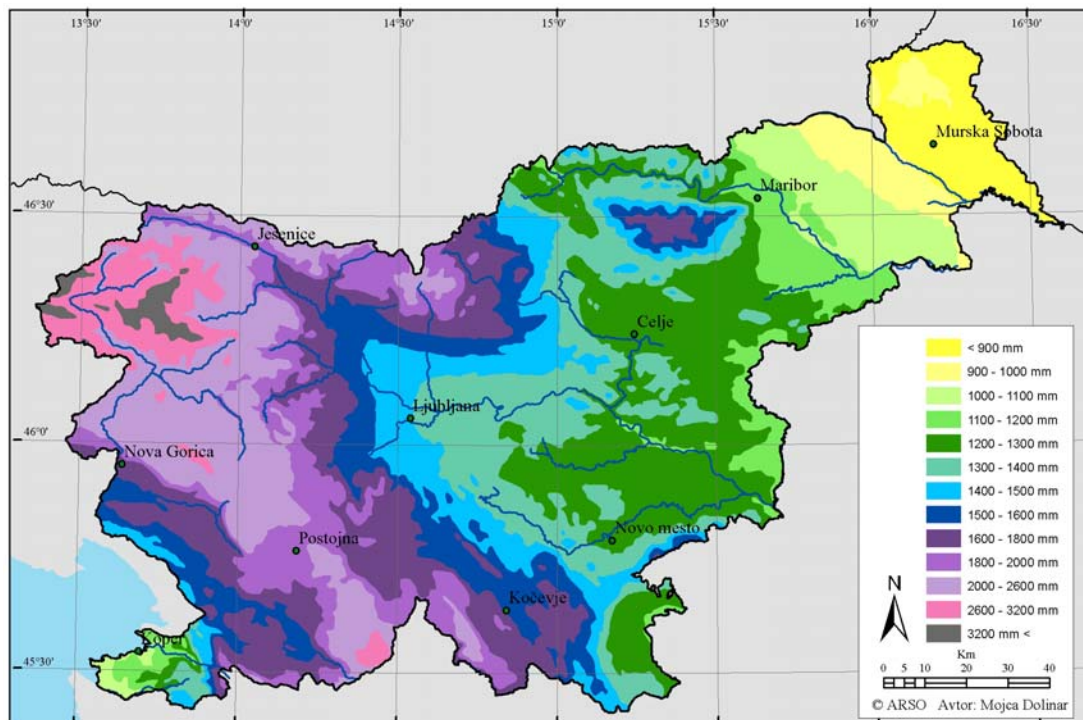 13°30' 14°0' 14°30' 15°0' 15°30' 16°0' 16°30'
Murska Sobota
Maribor
46°30'
Jesenice
Celje
Ljubljana
46°0'
Nova Gorica
Novo mesto
Postojna
Kočevje
Koper
45°30'
< 900 mm
900 - 1000 mm
1000 - 1100 mm
1100 - 1200 mm
1200 - 1300 mm
1300 - 1400 mm
1400 - 1500 mm
1500 - 1600 mm
1600 - 1800 mm
1800 - 2000 mm
2000 - 2600 mm
2600 - 3200 mm
3200 mm <
N
Km
0 5 10 20 30 40
© ARSO Avtor: Mojca Dolinar